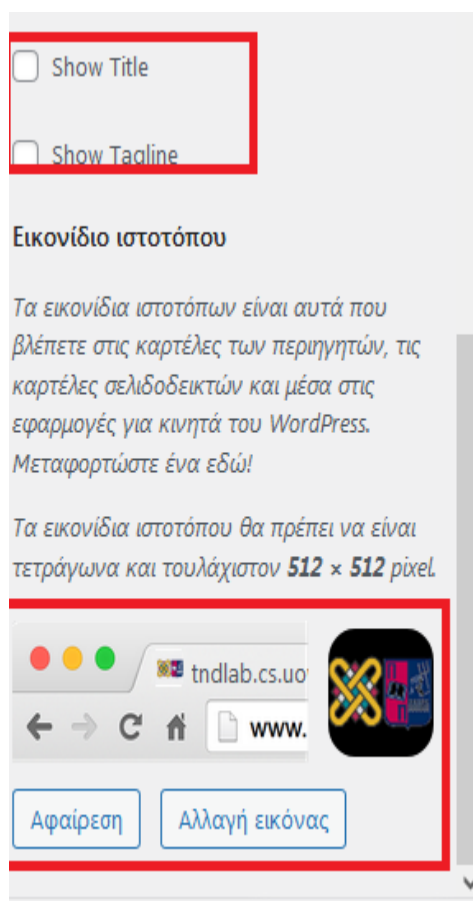 Show Title
Show Tagline
Εικονίδιο ιστοτόπου
Τα εικονίδια ιστοτόπων είναι αυτά που
βλέπετε στις καρτέλες των περιηγητών, τις
καρτέλες σελιδοδεικτών και μέσα στις
εφαρμογές για κινητά του WordPress.
Μεταφορτώστε ένα εδώ!
Τα εικονίδια ιστοτόπου θα πρέπει να είναι
τετράγωνα και τουλάχιστον 512 × 512 pixel.
tndlab.cs.uo
www.
Αφαίρεση Αλλαγή εικόνας